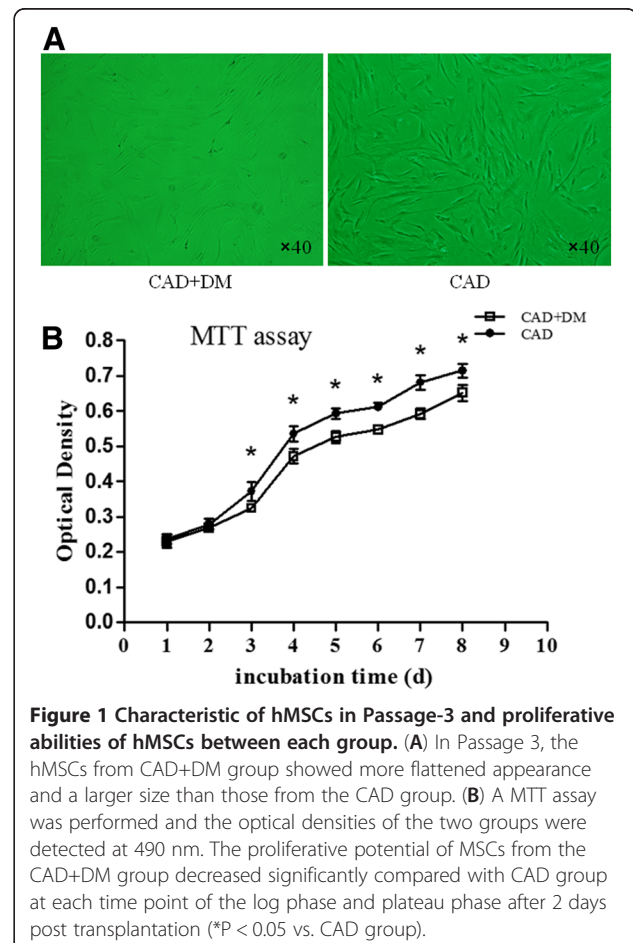 A
×40
×40
CAD+DM
CAD
B
MTT assay
CAD+DM
CAD
0.8
0.7
0.6
0.5
0.4
0.3
0.2
0.1
0.0
Optical Density
* * * * * *
0 1 2 3 4 5 6 7 8 9 10
incubation time (d)
Figure 1 Characteristic of hMSCs in Passage-3 and proliferative
abilities of hMSCs between each group. (A) In Passage 3, the
hMSCs from CAD+DM group showed more flattened appearance
and a larger size than those from the CAD group. (B) A MTT assay
was performed and the optical densities of the two groups were
detected at 490 nm. The proliferative potential of MSCs from the
CAD+DM group decreased significantly compared with CAD group
at each time point of the log phase and plateau phase after 2 days
post transplantation (*P < 0.05 vs. CAD group).